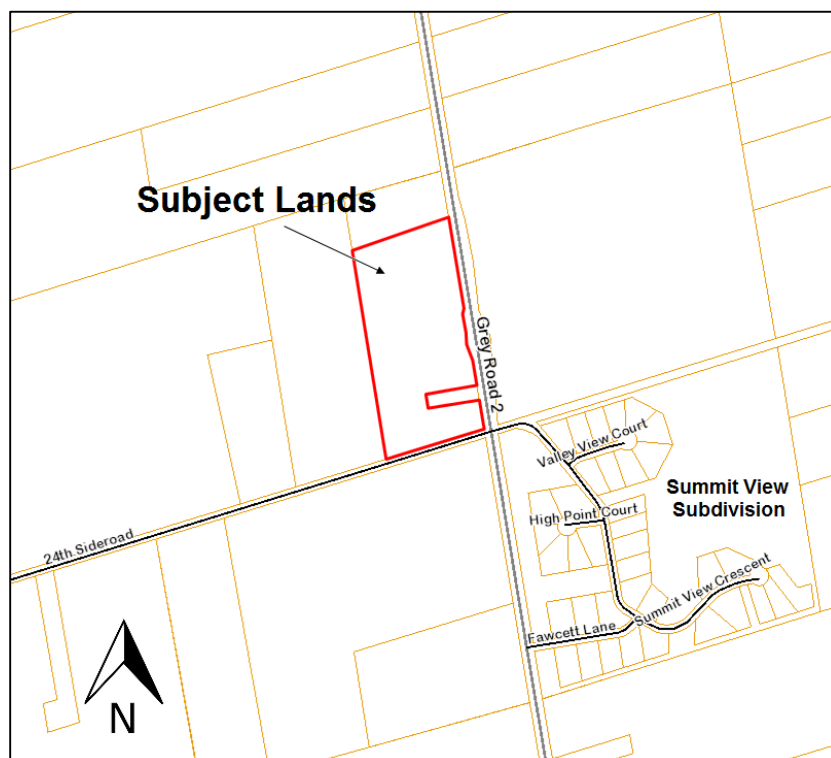 Subject Lands
Grey Road 2
Valley View Court
Summit View
Subdivision
High Point Court
24th Sideroad
Summit View Crescent
Fawcett Lane
N